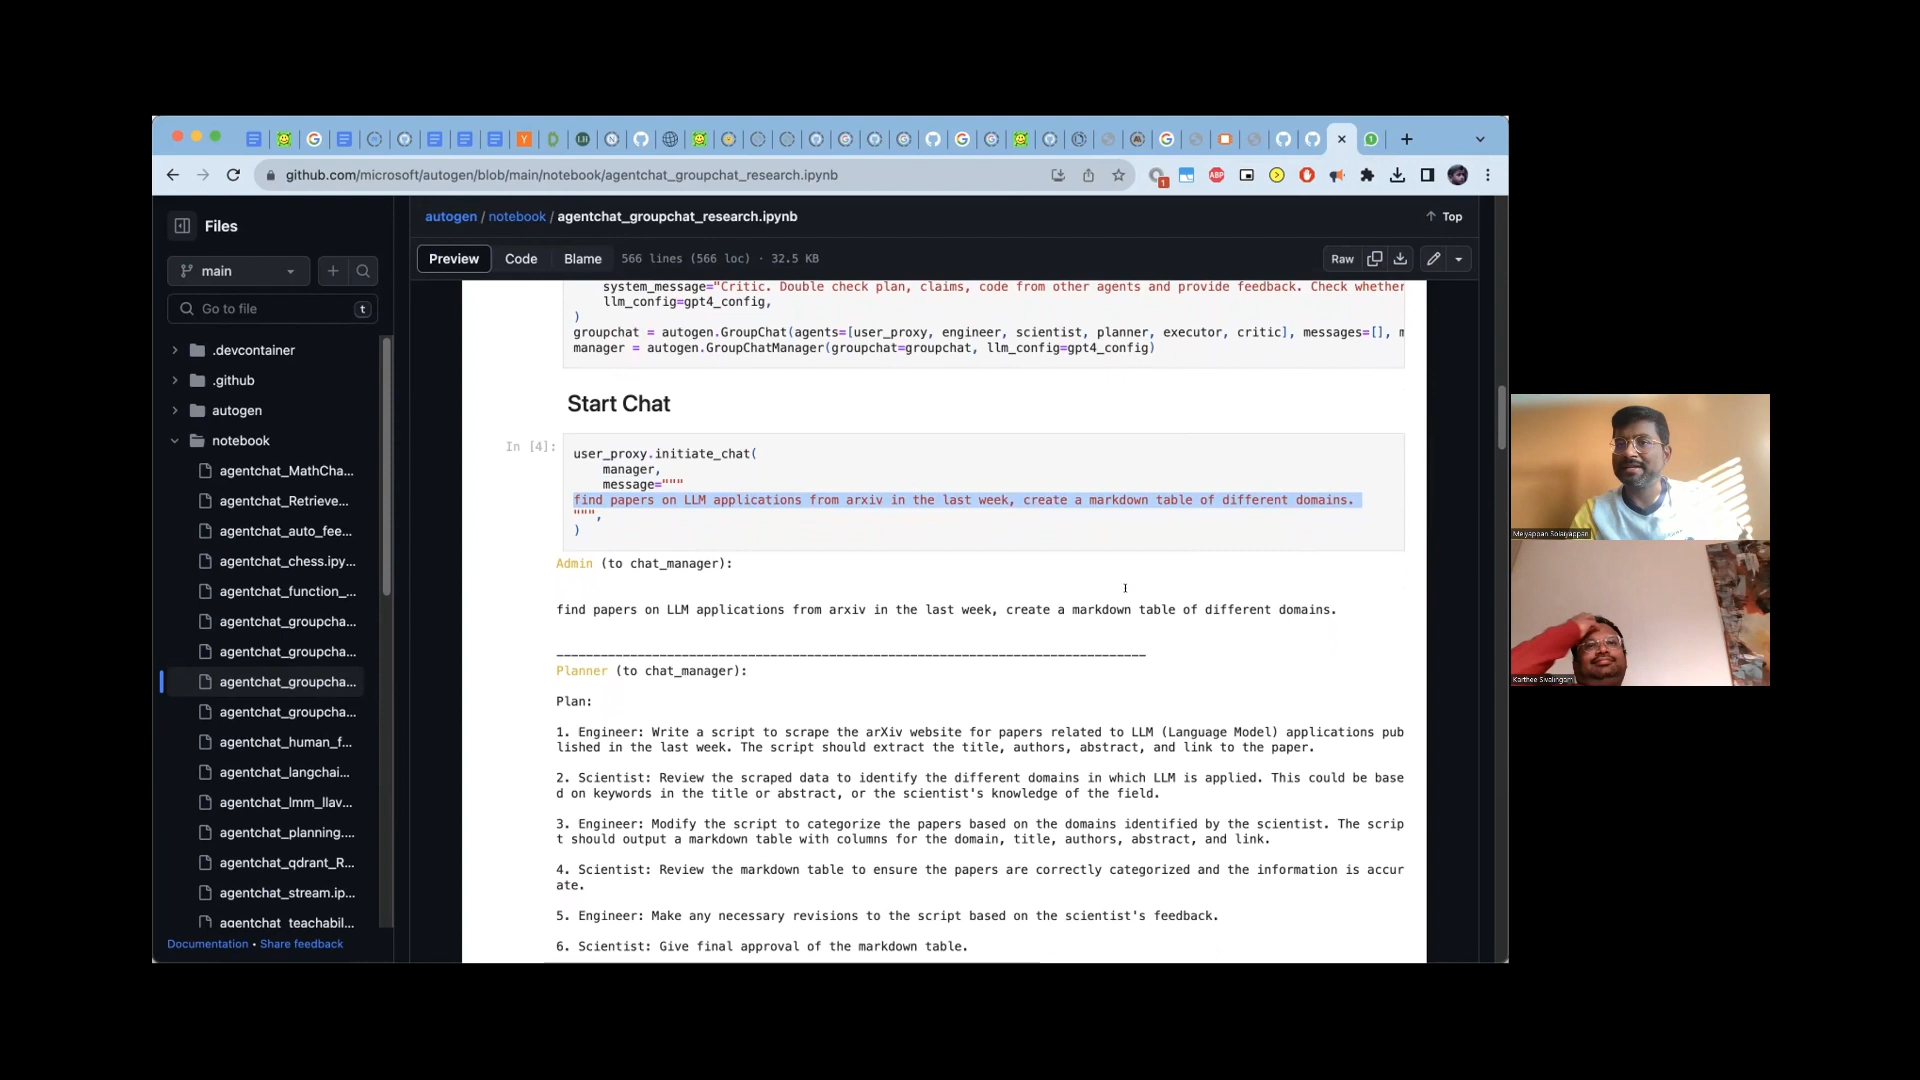 github.com/microsoft/autogen/blob/main/notebook/agentchat_groupchat_research.ipynb
ABP
Files
autogen / notebook / agentchat_groupchat_research.ipynb
Top
main
Preview Code Blame 566 lines (566 loc) · 32.5 KB
Raw
Go to file t
.devcontainer
.github
autogen
notebook
agentchat_MathCha...
agentchat_Retrieve...
agentchat_auto_fee...
agentchat_chess.ipy...
agentchat_function_...
agentchat_groupcha...
agentchat_groupcha...
agentchat_groupcha...
agentchat_groupcha...
agentchat_human_f...
agentchat_langchai...
agentchat_lmm_llav...
agentchat_planning....
agentchat_qdrant_R...
agentchat_stream.ip...
agentchat_teachabil...
Documentation • Share feedback
system_message="Critic. Double check plan, claims, code from other agents and provide feedback. Check whether
llm_config=gpt4_config,
)
groupchat = autogen.GroupChat(agents=[user_proxy, engineer, scientist, planner, executor, critic], messages=[], m
manager = autogen.GroupChatManager(groupchat=groupchat, llm_config=gpt4_config)
Start Chat
In [4]:
user_proxy.initiate_chat(
manager,
message="""
find papers on LLM applications from arxiv in the last week, create a markdown table of different domains.
""",
)
Admin (to chat_manager):
find papers on LLM applications from arxiv in the last week, create a markdown table of different domains.
--------------------------------------------------------------------------------
Planner (to chat_manager):
Plan:
1. Engineer: Write a script to scrape the arXiv website for papers related to LLM (Language Model) applications pub
lished in the last week. The script should extract the title, authors, abstract, and link to the paper.
2. Scientist: Review the scraped data to identify the different domains in which LLM is applied. This could be base
d on keywords in the title or abstract, or the scientist's knowledge of the field.
3. Engineer: Modify the script to categorize the papers based on the domains identified by the scientist. The scrip
t should output a markdown table with columns for the domain, title, authors, abstract, and link.
4. Scientist: Review the markdown table to ensure the papers are correctly categorized and the information is accur
ate.
5. Engineer: Make any necessary revisions to the script based on the scientist's feedback.
6. Scientist: Give final approval of the markdown table.
Meiyappan Solaiyappan
Karthee Sivalingam